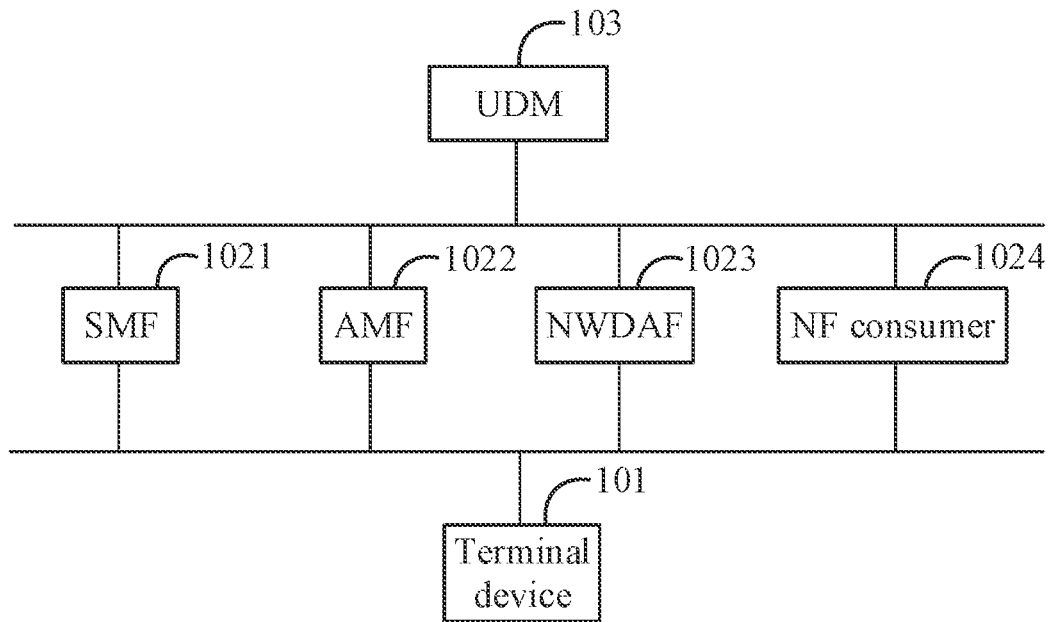 103
UDM
1021
1022
1023
1024
SMF
AMF
NWDAF
NF consumer
101
Terminal
device